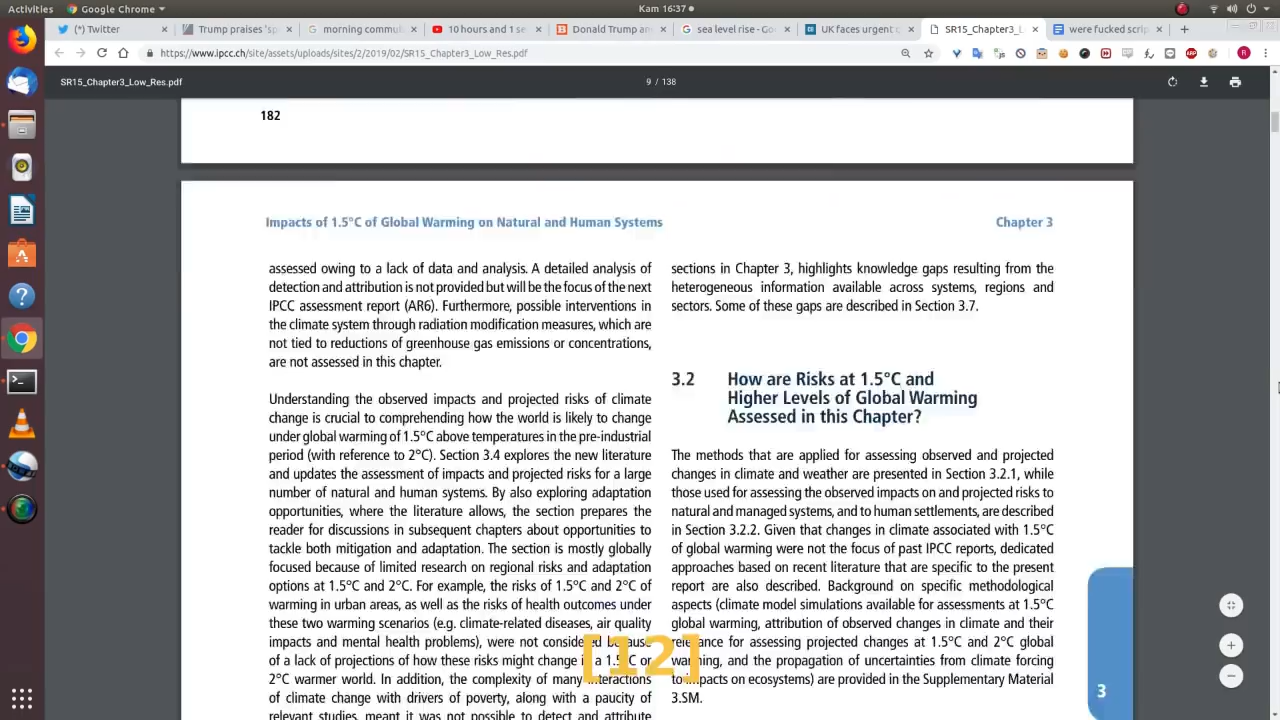 Activities
Google Chrome
Kam 16:37
(*) Twitter
Trump praises 'sp
morning commu
10 hours and 1 se
Donald Trump an
sea level rise - Go
UK faces urgent c
SR15_Chapter3_L
were fucked scrip
https://www.ipcc.ch/site/assets/uploads/sites/2/2019/02/SR15_Chapter3_Low_Res.pdf
SR15_Chapter3_Low_Res.pdf
9 / 138
182
Impacts of 1.5°C of Global Warming on Natural and Human Systems
Chapter 3
assessed owing to a lack of data and analysis. A detailed analysis of
detection and attribution is not provided but will be the focus of the next
IPCC assessment report (AR6). Furthermore, possible interventions in
the climate system through radiation modification measures, which are
not tied to reductions of greenhouse gas emissions or concentrations,
are not assessed in this chapter.
Understanding the observed impacts and projected risks of climate
change is crucial to comprehending how the world is likely to change
under global warming of 1.5°C above temperatures in the pre-industrial
period (with reference to 2°C). Section 3.4 explores the new literature
and updates the assessment of impacts and projected risks for a large
number of natural and human systems. By also exploring adaptation
opportunities, where the literature allows, the section prepares the
reader for discussions in subsequent chapters about opportunities to
tackle both mitigation and adaptation. The section is mostly globally
focused because of limited research on regional risks and adaptation
options at 1.5°C and 2°C. For example, the risks of 1.5°C and 2°C of
warming in urban areas, as well as the risks of health outcomes under
these two warming scenarios (e.g. climate-related diseases, air quality
impacts and mental health problems), were not considered because
of a lack of projections of how these risks might change in a 1.5°C or
2°C warmer world. In addition, the complexity of many interactions
of climate change with drivers of poverty, along with a paucity of
relevant studies, meant it was not possible to detect and attribute
sections in Chapter 3, highlights knowledge gaps resulting from the
heterogeneous information available across systems, regions and
sectors. Some of these gaps are described in Section 3.7.
3.2 How are Risks at 1.5°C and
Higher Levels of Global Warming
Assessed in this Chapter?
The methods that are applied for assessing observed and projected
changes in climate and weather are presented in Section 3.2.1, while
those used for assessing the observed impacts on and projected risks to
natural and managed systems, and to human settlements, are described
in Section 3.2.2. Given that changes in climate associated with 1.5°C
of global warming were not the focus of past IPCC reports, dedicated
approaches based on recent literature that are specific to the present
report are also described. Background on specific methodological
aspects (climate model simulations available for assessments at 1.5°C
global warming, attribution of observed changes in climate and their
relevance for assessing projected changes at 1.5°C and 2°C global
warming, and the propagation of uncertainties from climate forcing
to impacts on ecosystems) are provided in the Supplementary Material
3.SM.
3
[12]